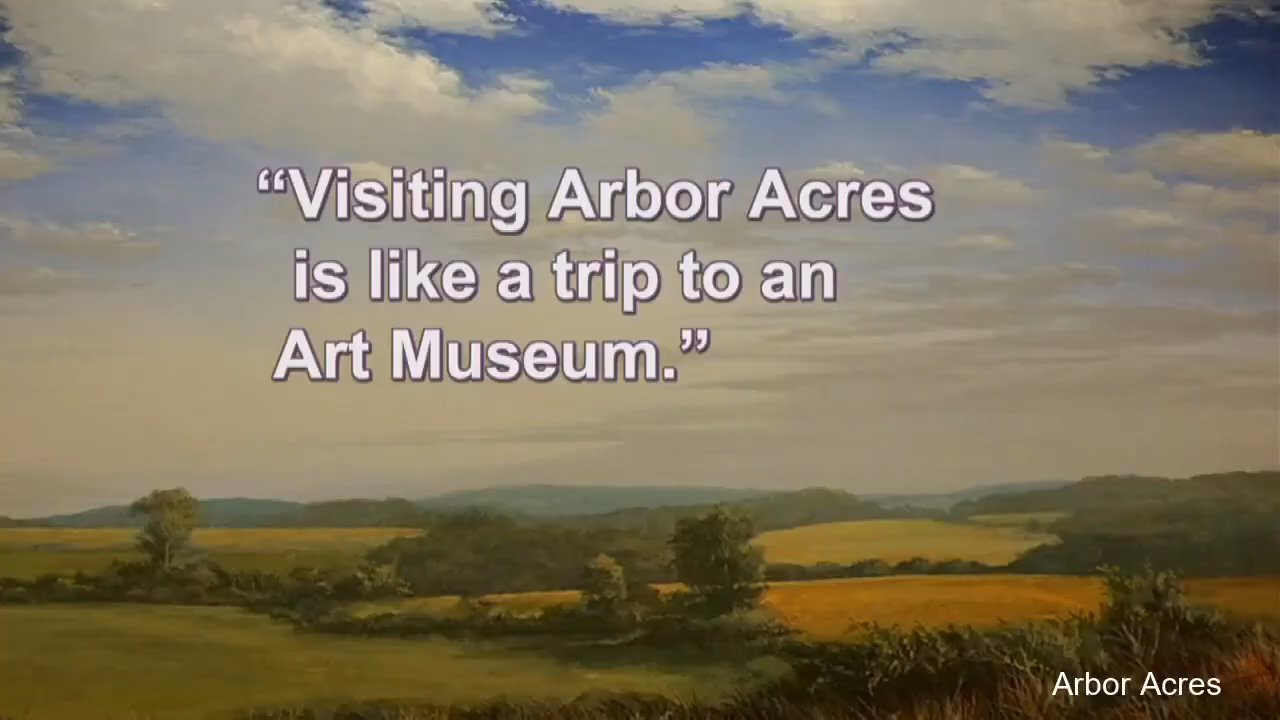 “Visiting Arbor Acres
is like a trip to an
Art Museum.”
Arbor Acres